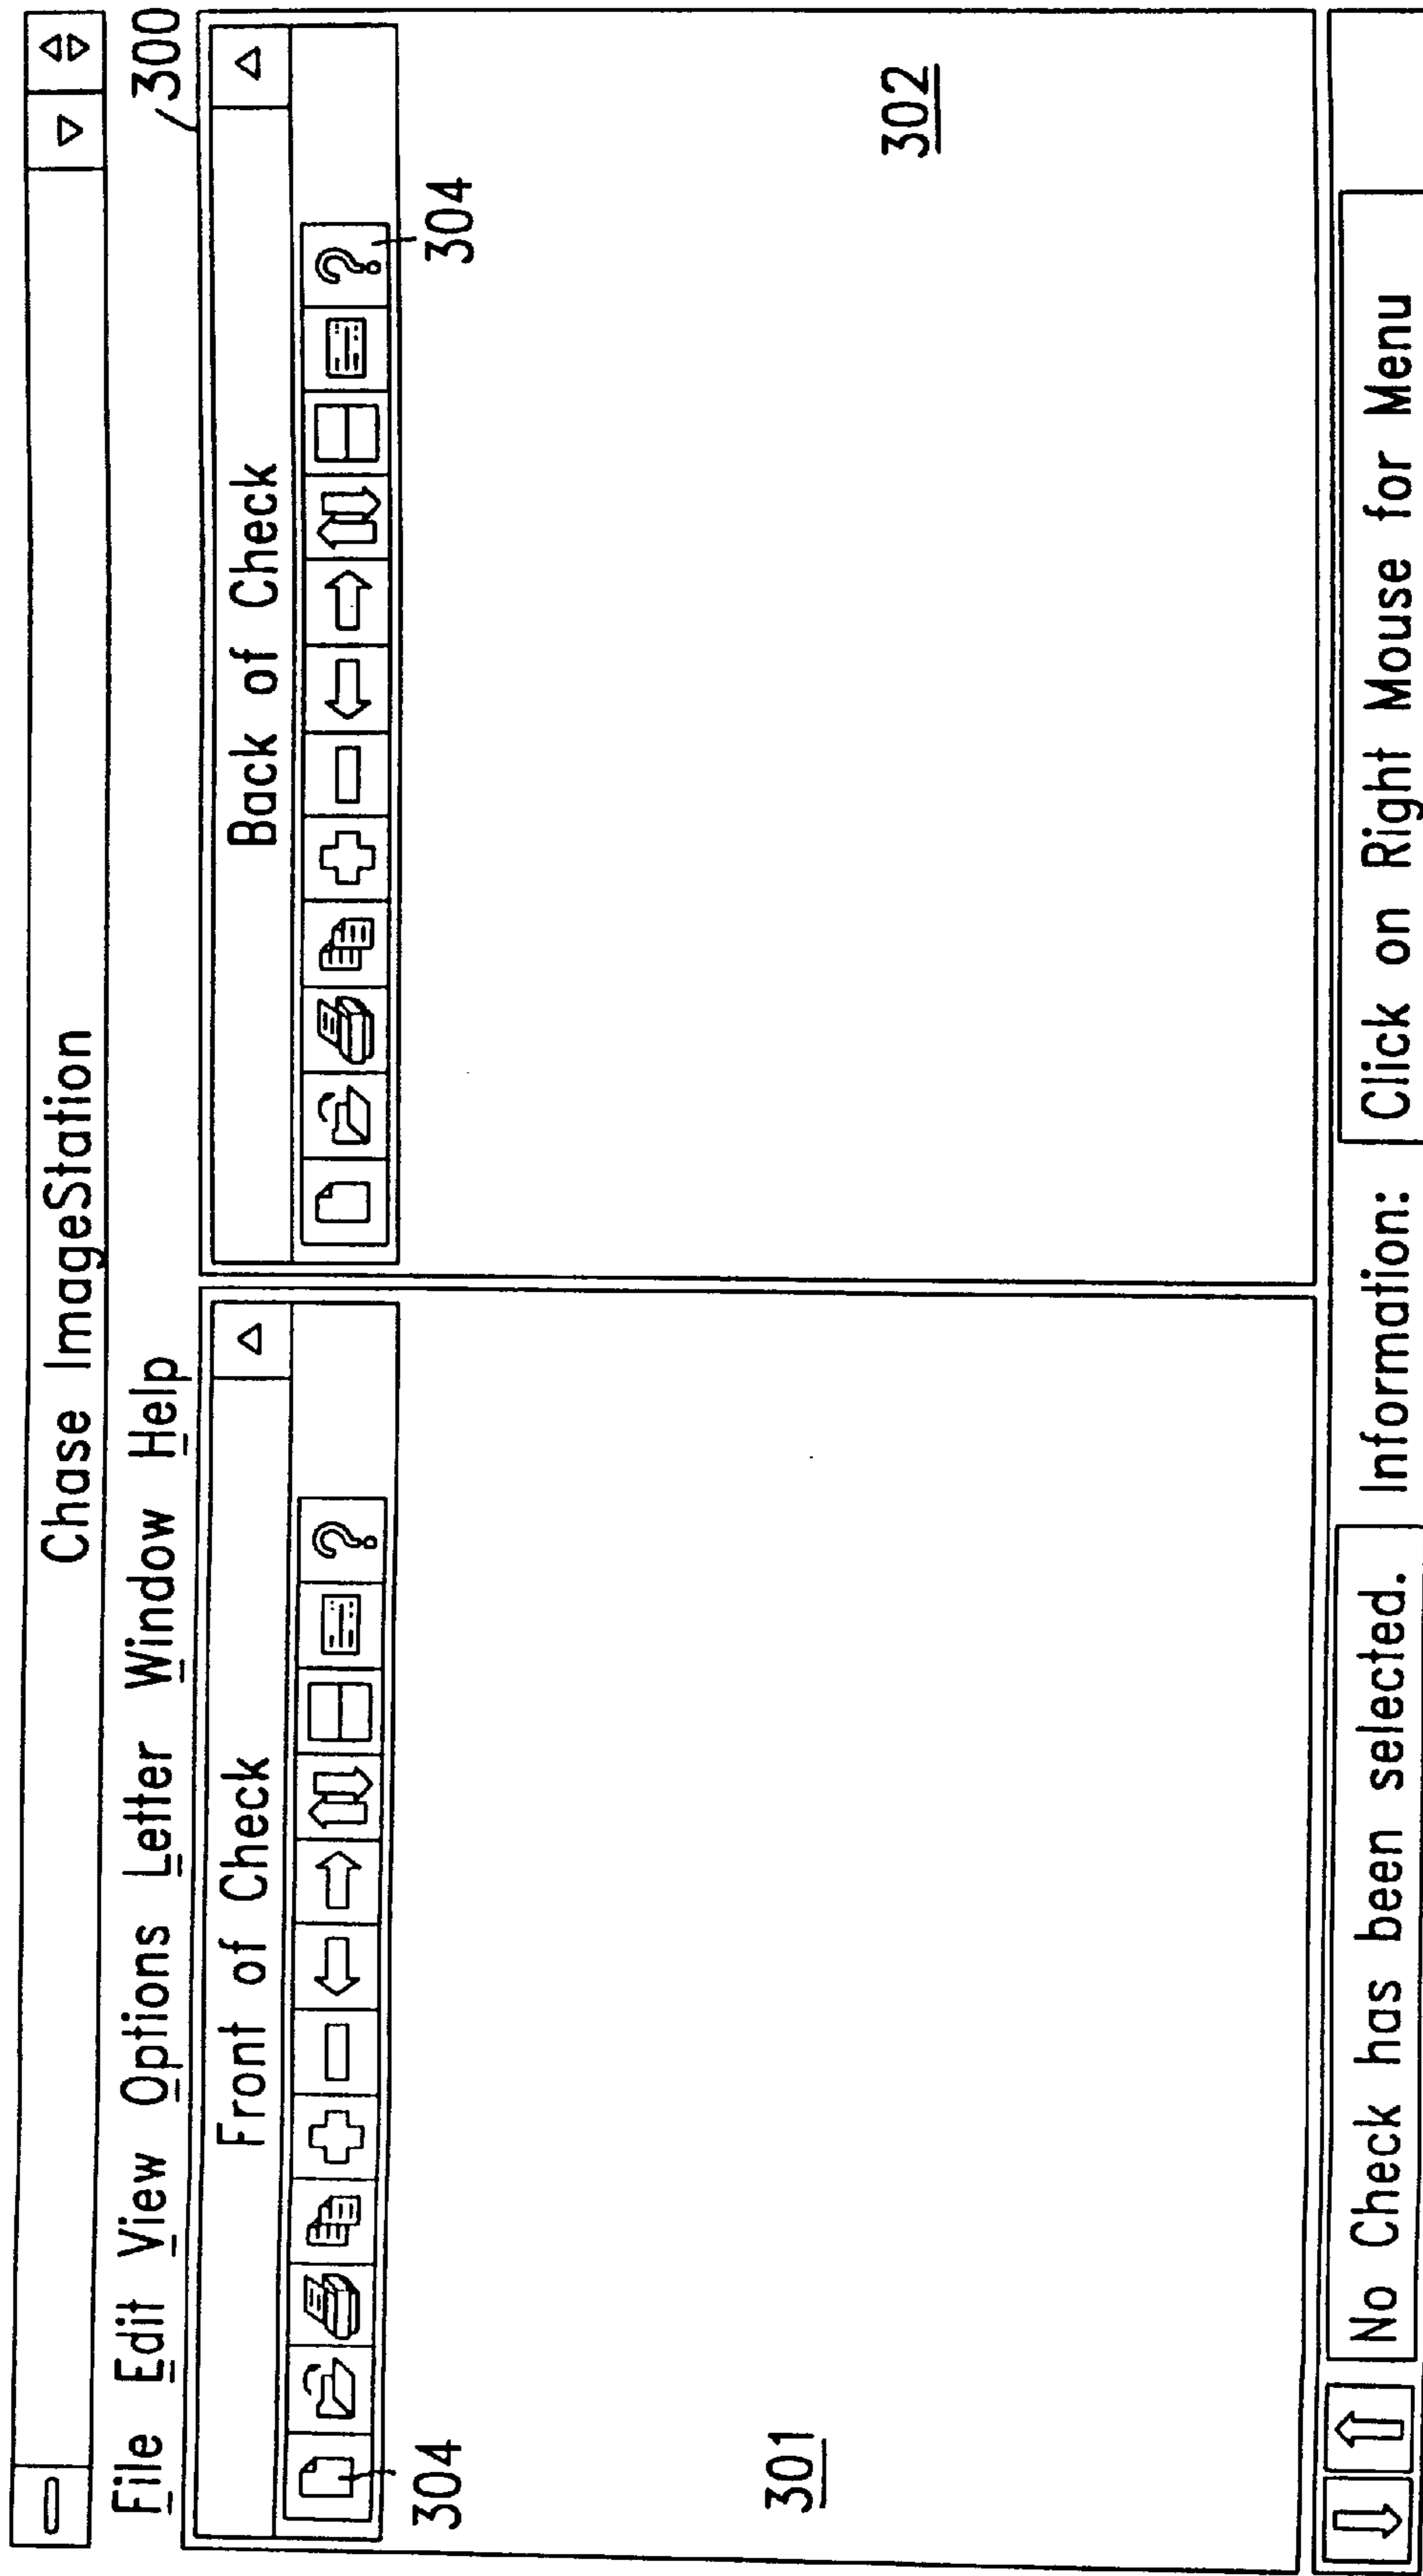 Chase ImageStation
File Edit View Options Letter Window Help
300
Front of Check
Back of Check
?
?
304
304
301
302
No Check has been selected.
Information:
Click on Right Mouse for Menu